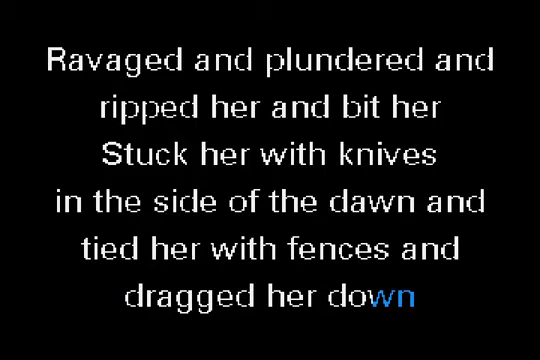 Ravaged and plundered and
ripped her and bit her
Stuck her with knives
in the side of the dawn and
tied her with fences and
dragged her down